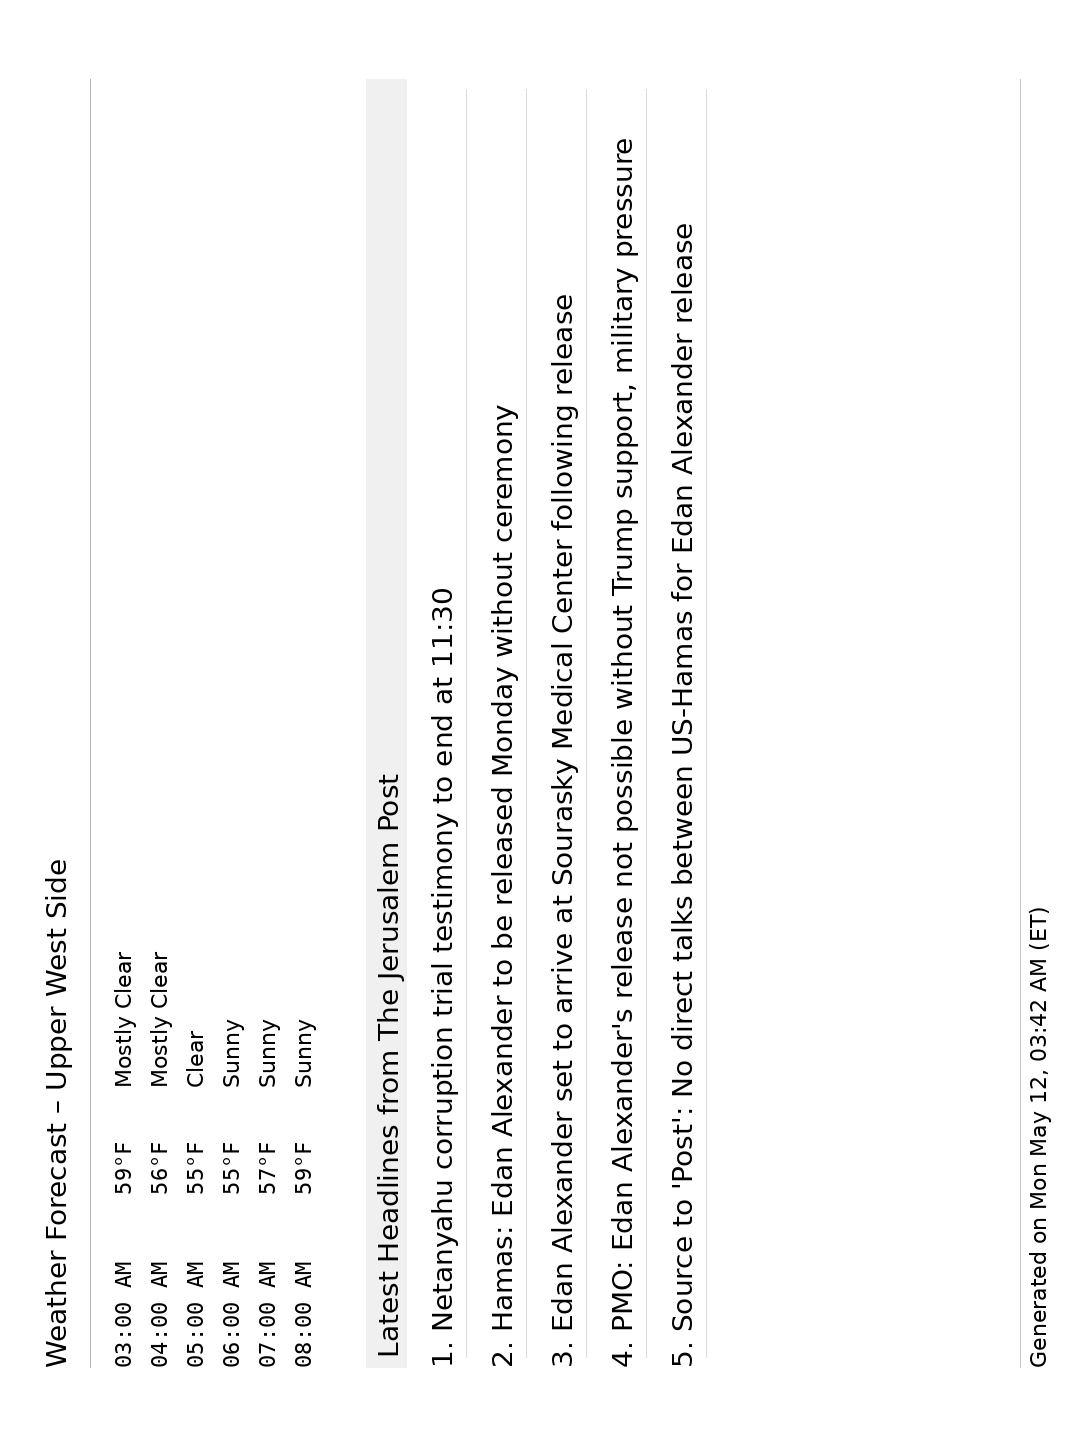 Weather Forecast – Upper West Side
03:00 AM 59°F Mostly Clear
04:00 AM 56°F Mostly Clear
05:00 AM 55°F Clear
06:00 AM 55°F Sunny
07:00 AM 57°F Sunny
08:00 AM 59°F Sunny
Latest Headlines from The Jerusalem Post
1. Netanyahu corruption trial testimony to end at 11:30
2. Hamas: Edan Alexander to be released Monday without ceremony
3. Edan Alexander set to arrive at Sourasky Medical Center following release
4. PMO: Edan Alexander's release not possible without Trump support, military pressure
5. Source to 'Post': No direct talks between US-Hamas for Edan Alexander release
Generated on Mon May 12, 03:42 AM (ET)